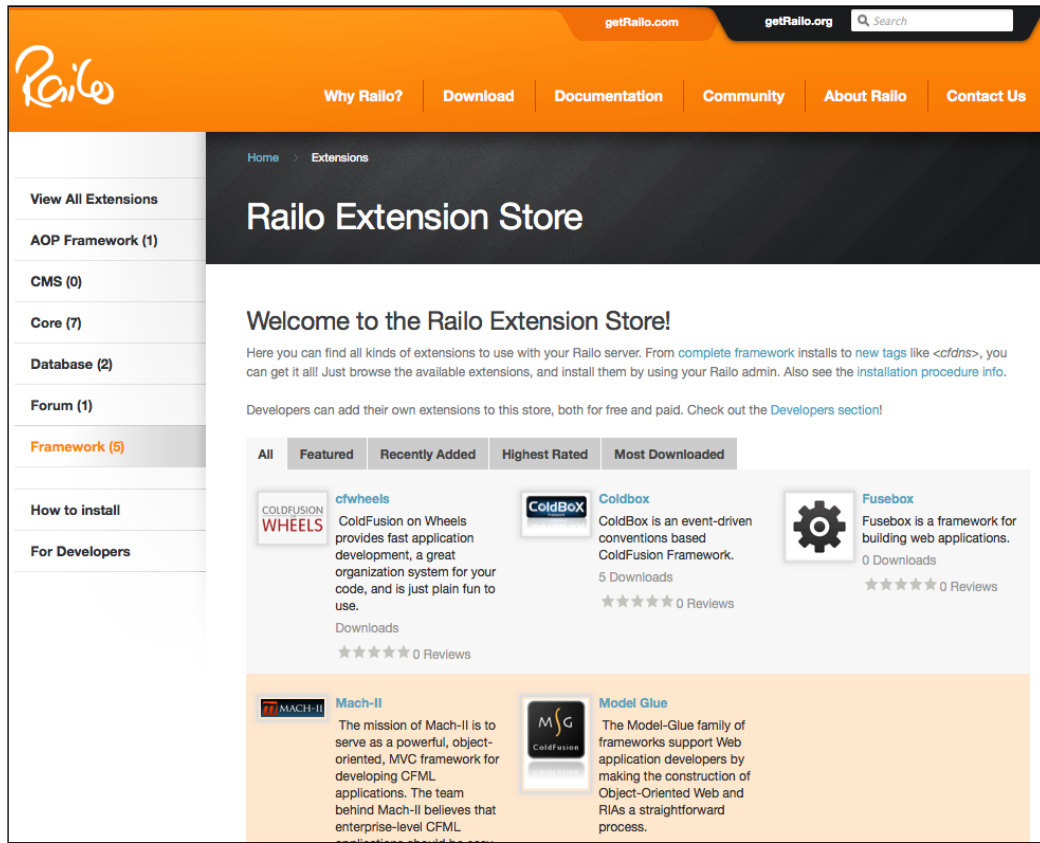 getRailo.com
getRailo.org
Search
Railo
Why Railo?
Download
Documentation
Community
About Railo
Contact Us
Home
Extensions
Railo Extension Store
View All Extensions
AOP Framework (1)
CMS (0)
Core (7)
Database (2)
Forum (1)
Framework (5)
How to install
For Developers
Welcome to the Railo Extension Store!
Here you can find all kinds of extensions to use with your Railo server. From complete framework installs to new tags like <cfdns>, you
can get it all! Just browse the available extensions, and install them by using your Railo admin. Also see the installation procedure info.
Developers can add their own extensions to this store, both for free and paid. Check out the Developers section!
All
Featured
Recently Added
Highest Rated
Most Downloaded
COLDFUSION
WHEELS
cfwheels
ColdFusion on Wheels
provides fast application
development, a great
organization system for your
code, and is just plain fun to
use.
Downloads
0 Reviews
ColdBox
Coldbox
ColdBox is an event-driven
conventions based
ColdFusion Framework.
5 Downloads
0 Reviews
Fusebox
Fusebox is a framework for
building web applications.
0 Downloads
0 Reviews
MACH-II
Mach-II
The mission of Mach-II is to
serve as a powerful, object-
oriented, MVC framework for
developing CFML
applications. The team
behind Mach-II believes that
enterprise-level CFML
applications should be easy
MSG
ColdFusion
Model Glue
The Model-Glue family of
frameworks support Web
application developers by
making the construction of
Object-Oriented Web and
RIAs a straightforward
process.